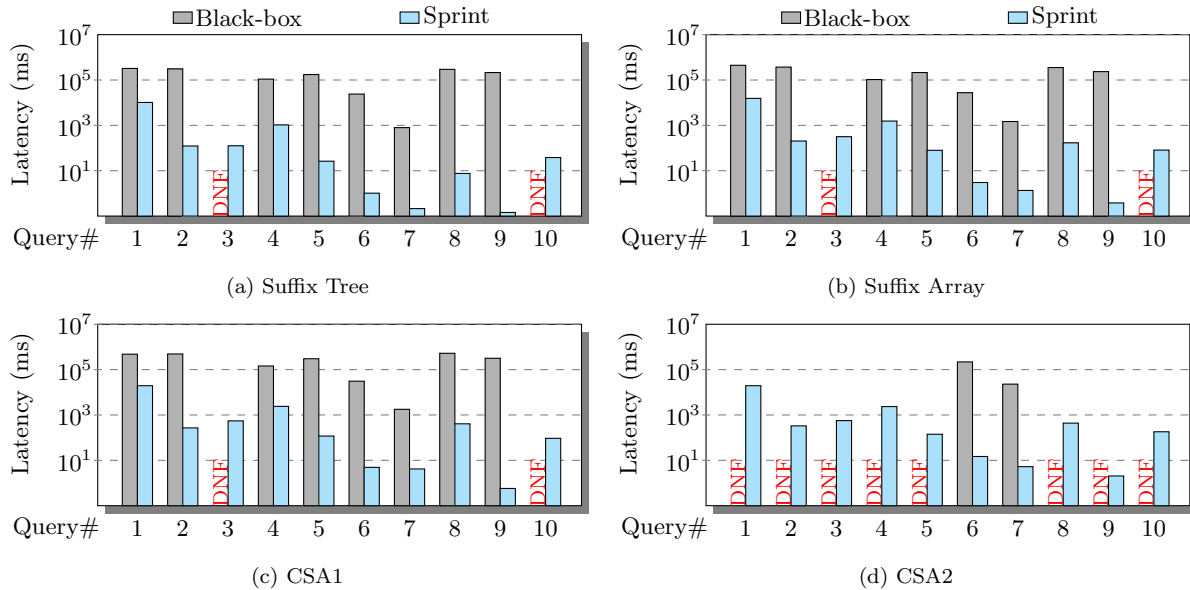 Black-box Sprint
10^7
10^5
10^3
10^1
Latency (ms)
DNF DNF
Query# 1 2 3 4 5 6 7 8 9 10
(a) Suffix Tree
Black-box Sprint
10^7
10^5
10^3
10^1
Latency (ms)
DNF DNF
Query# 1 2 3 4 5 6 7 8 9 10
(b) Suffix Array
10^7
10^5
10^3
10^1
Latency (ms)
DNF DNF
Query# 1 2 3 4 5 6 7 8 9 10
(c) CSA1
10^7
10^5
10^3
10^1
Latency (ms)
DNF DNF DNF DNF DNF DNF DNF DNF
Query# 1 2 3 4 5 6 7 8 9 10
(d) CSA2